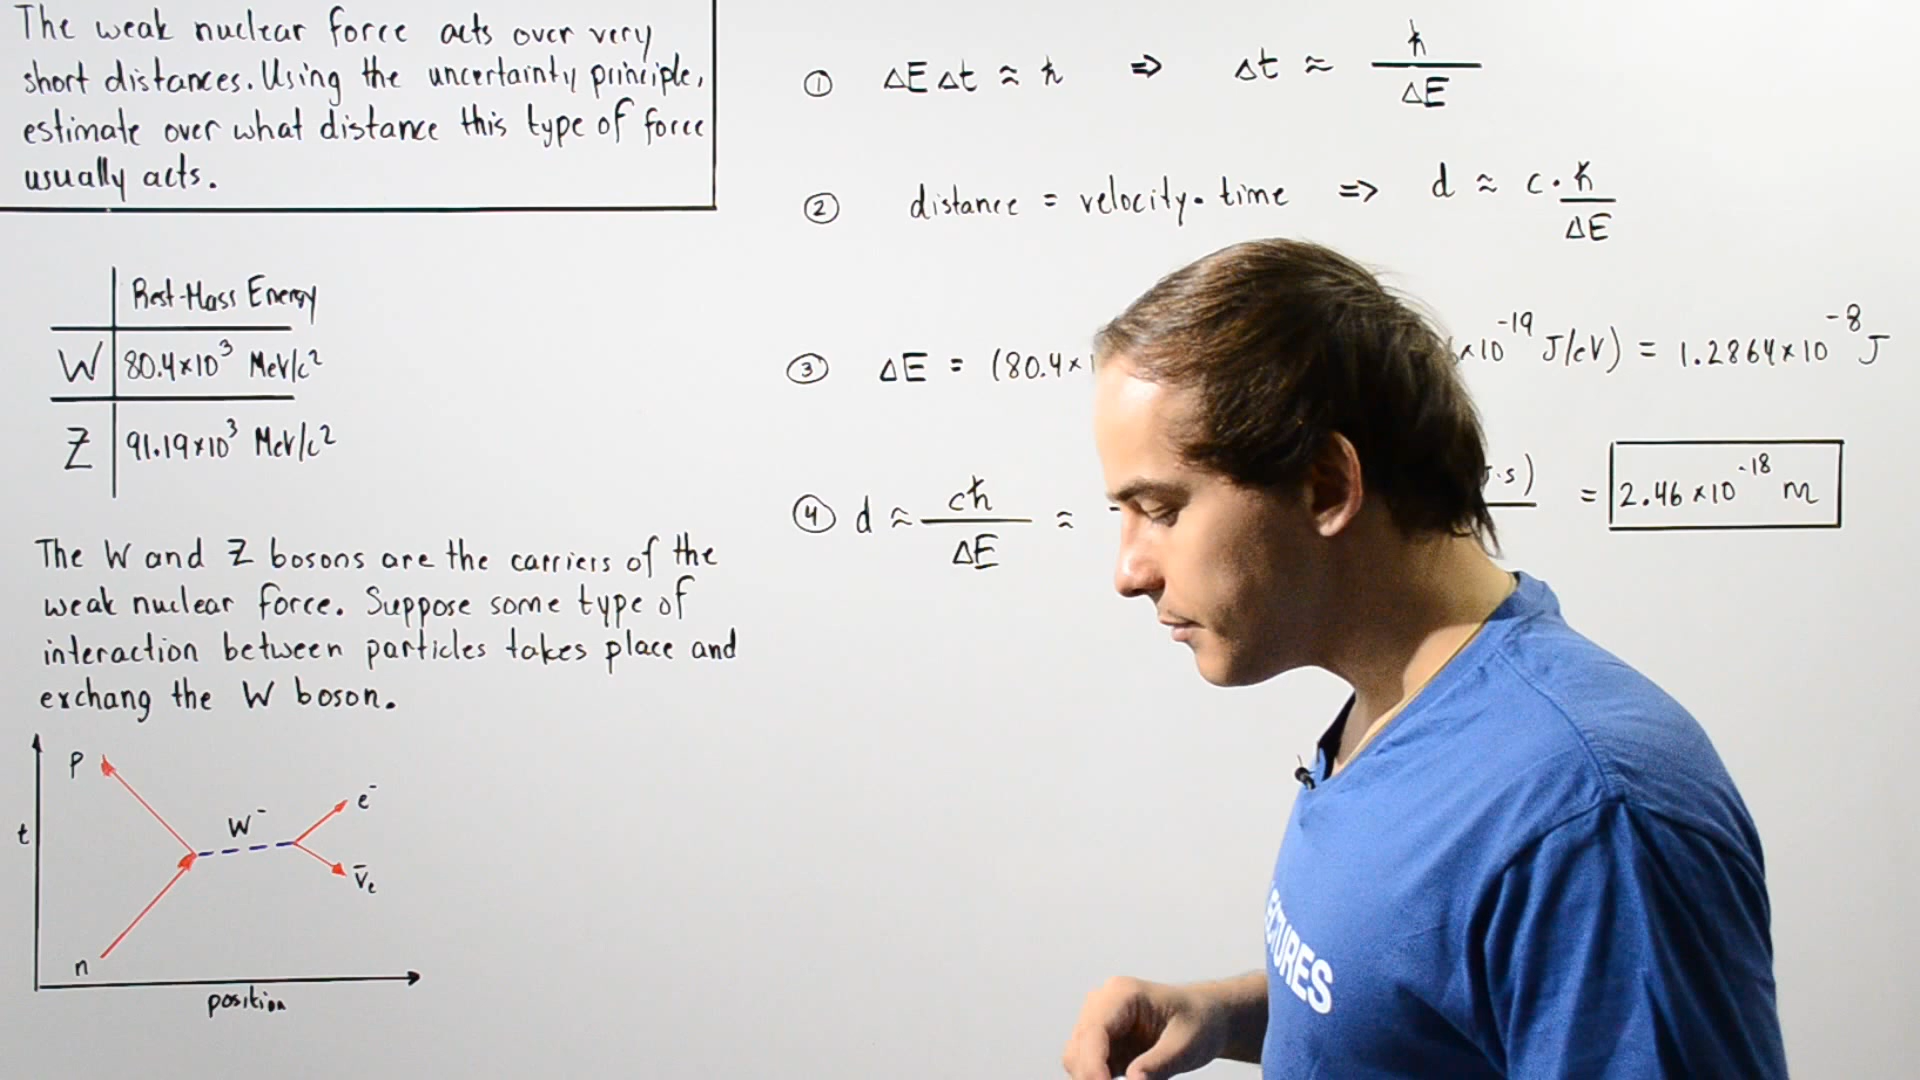 The weak nuclear force acts over very
short distances. Using the uncertainty principle,
estimate over what distance this type of force
usually acts.
Rest-Mass Energy
W 80.4×10³ MeV/c²
Z 91.19×10³ MeV/c²
The W and Z bosons are the carriers of the
weak nuclear force. Suppose some type of
interaction between particles takes place and
exchang the W boson.
p
e⁻
W⁻
t
ν̄e
n
position
① ΔEΔt ≈ ℏ ⇒ Δt ≈ ℏ/ΔE
② distance = velocity · time ⇒ d ≈ c · ℏ/ΔE
③ ΔE = (80.4× ×10⁻¹⁹ J/eV) = 1.2864×10⁻⁸ J
④ d ≈ cℏ/ΔE ≈ ·s) = 2.46×10⁻¹⁸ m